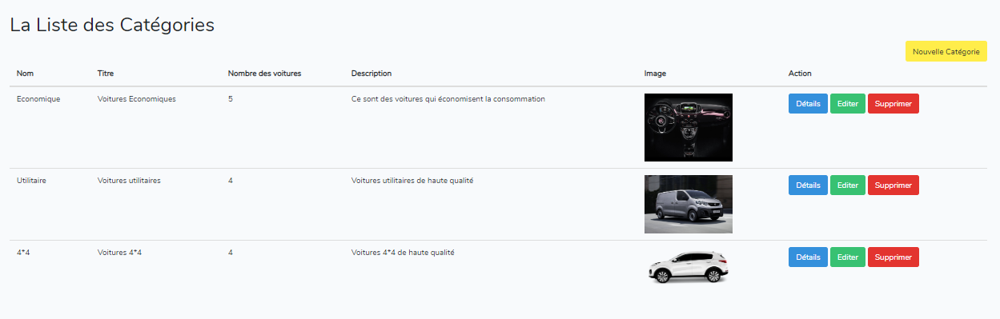 La Liste des Catégories
Nouvelle Catégorie
Nom Titre Nombre des voitures Description Image Action
Economique Voitures Economiques 5 Ce sont des voitures qui économisent la consommation Détails Editer Supprimer
Utilitaire Voitures utilitaires 4 Voitures utilitaires de haute qualité Détails Editer Supprimer
4*4 Voitures 4*4 4 Voitures 4*4 de haute qualité Détails Editer Supprimer